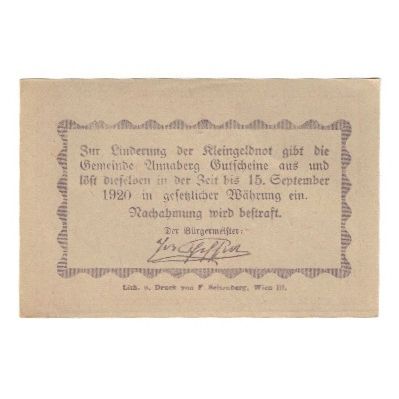 Zur Linderung der Kleingeldnot gibt die
Gemeinde Annaberg Gutscheine aus und
löst dieselben in der Zeit bis 15. September
1920 in gesetzlicher Währung ein.
Nachahmung wird bestraft.
Der Bürgermeister:
Lith. u. Druck von F. Seitenberg, Wien III.